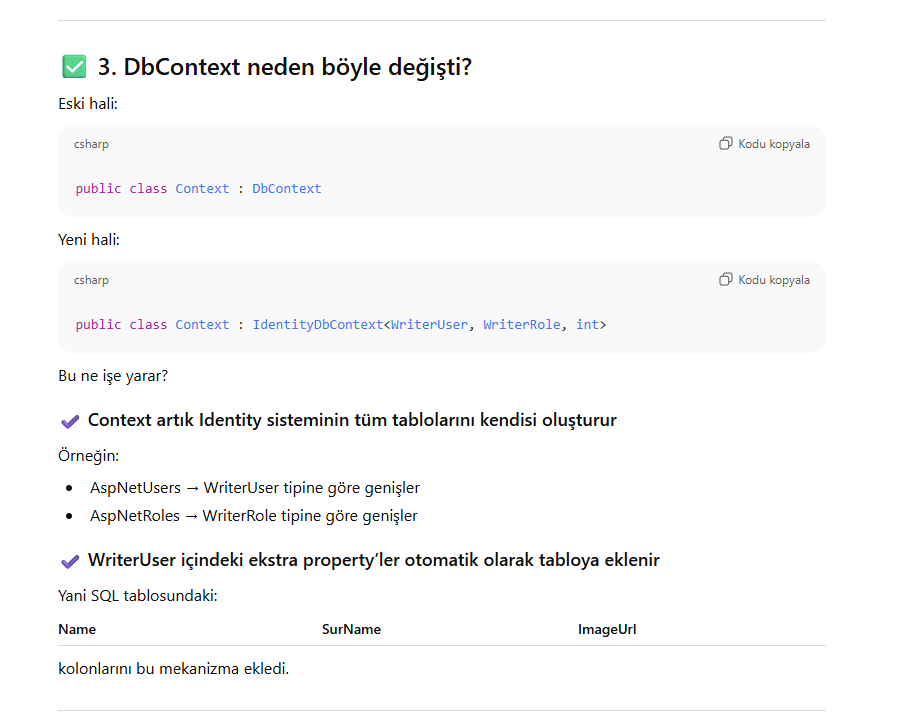 ✅ 3. DbContext neden böyle değişti?
Eski hali:
csharp
Kodu kopyala
public class Context : DbContext
Yeni hali:
csharp
Kodu kopyala
public class Context : IdentityDbContext<WriterUser, WriterRole, int>
Bu ne işe yarar?
✔ Context artık Identity sisteminin tüm tablolarını kendisi oluşturur
Örneğin:
• AspNetUsers → WriterUser tipine göre genişler
• AspNetRoles → WriterRole tipine göre genişler
✔ WriterUser içindeki ekstra property’ler otomatik olarak tabloya eklenir
Yani SQL tablosundaki:
Name SurName ImageUrl
kolonlarını bu mekanizma ekledi.